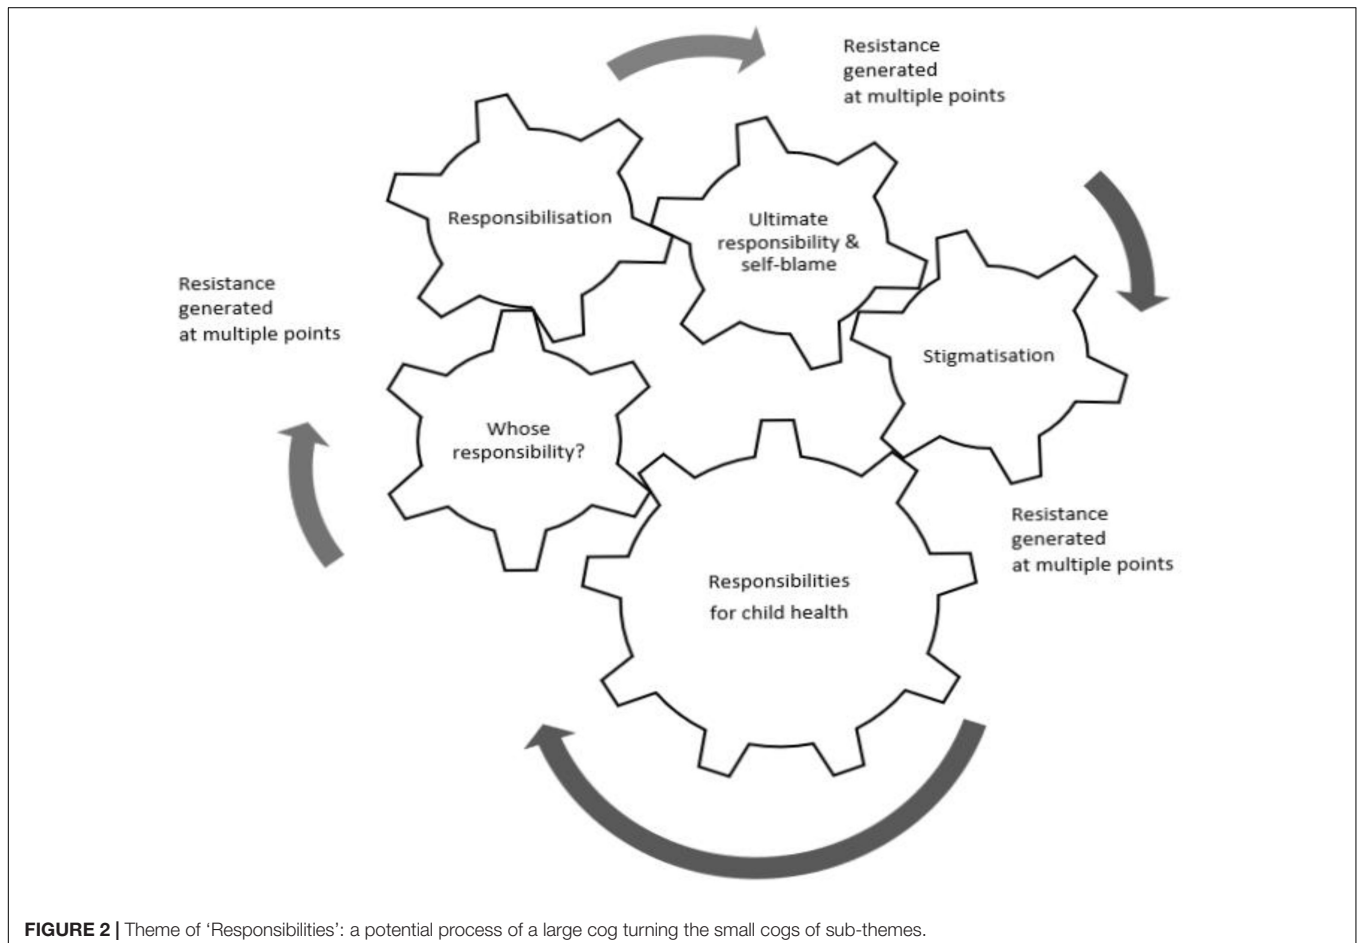 Resistance
generated
at multiple points
Responsibilisation
Ultimate
responsibility &
self-blame
Resistance
generated
at multiple points
Stigmatisation
Whose
responsibility?
Resistance
generated
at multiple points
Responsibilities
for child health
FIGURE 2 | Theme of ‘Responsibilities’: a potential process of a large cog turning the small cogs of sub-themes.